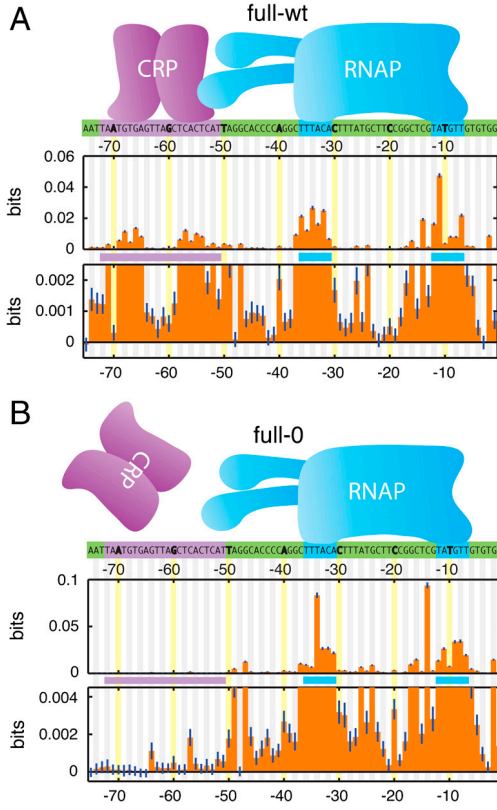 A
full-wt
CRP
RNAP
AATTAATGTGAGTTAGCTCACTCATTAGGCACCCCAGGCTTTACACTTTATGCTTCCGGCTCGTATGTTGTGTGG
-70 -60 -50 -40 -30 -20 -10
0.06
0.04
0.02
0
bits
0.002
0.001
0
bits
-70 -60 -50 -40 -30 -20 -10
B
full-0
CRP
RNAP
AATTAATGTGAGTTAGCTCACTCATTAGGCACCCCAGGCTTTACACTTTATGCTTCCGGCTCGTATGTTGTGTG
-70 -60 -50 -40 -30 -20 -10
0.1
0.05
0
bits
0.004
0.002
0
bits
-70 -60 -50 -40 -30 -20 -10